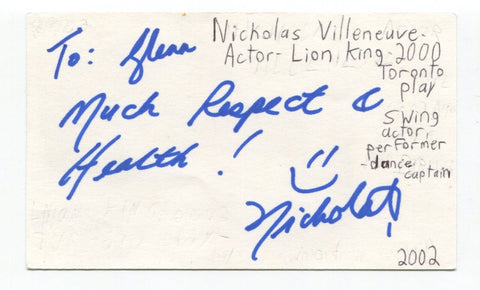 Nicholas Villeneuve-
Actor-Lion King-2000
Toronto
play
Swing
actor,
performer
-dance
captain
To: Glenn
Much Respect &
Health!
Nicholas!
2002